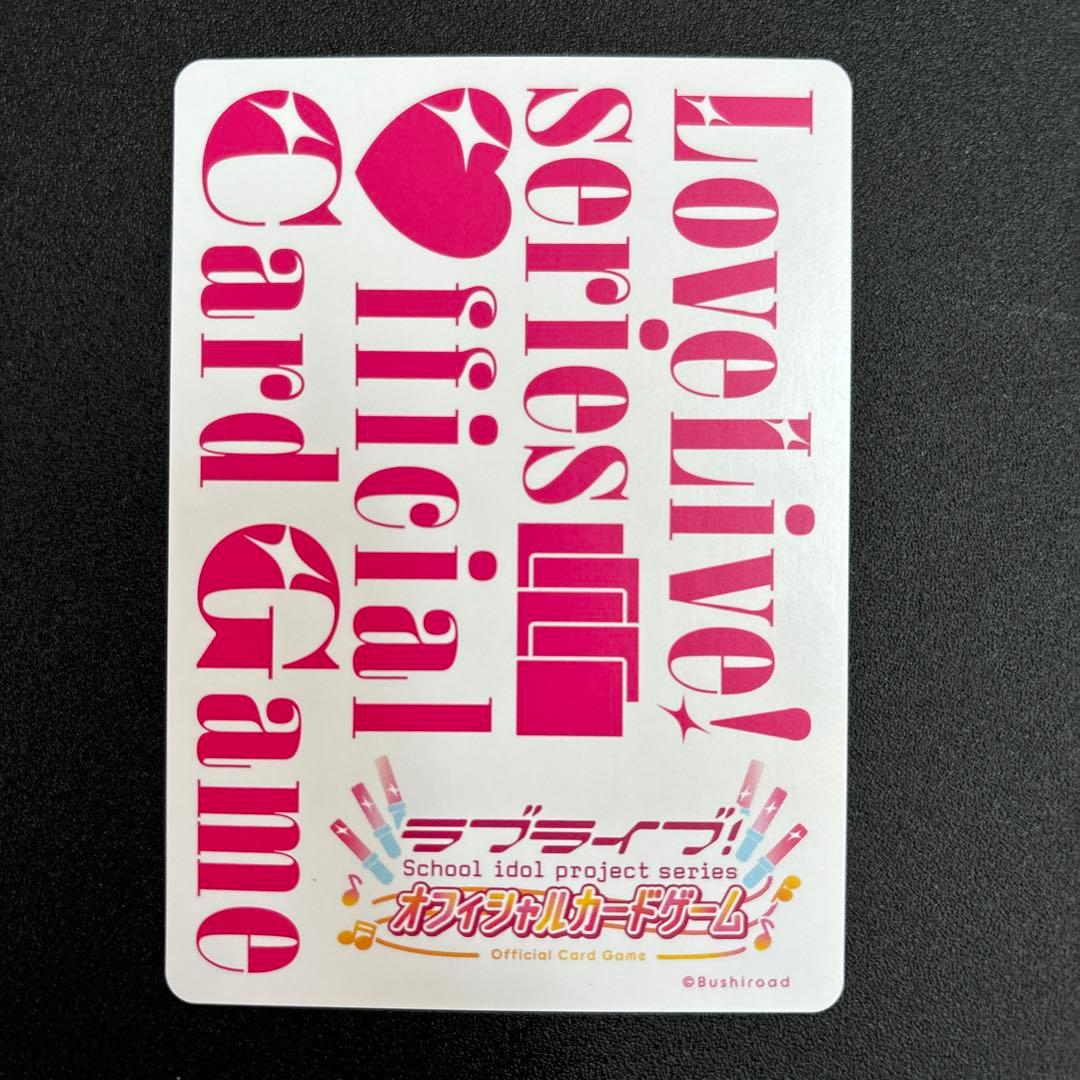 LoveLive!
series
Official
Card Game
ラブライブ!
School idol project series
オフィシャルカードゲーム
Official Card Game
©Bushiroad